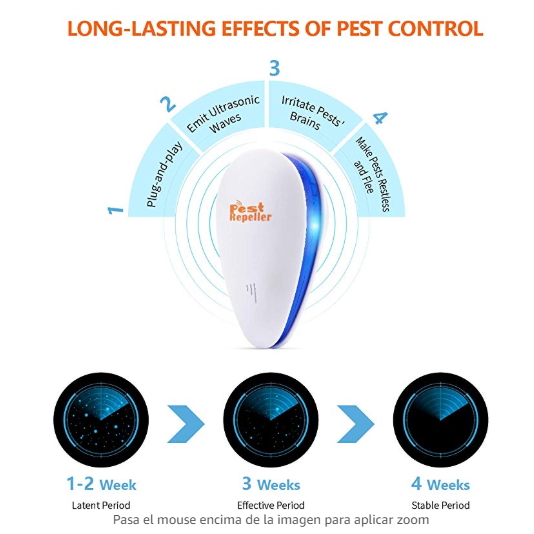 LONG-LASTING EFFECTS OF PEST CONTROL
1
Plug-and-play
2
Emit Ultrasonic
Waves
3
Irritate Pests'
Brains
4
Make Pests Restless
and Flee
Pest
Repeller
1-2 Week
Latent Period
3 Weeks
Effective Period
4 Weeks
Stable Period
Pasa el mouse encima de la imagen para aplicar zoom